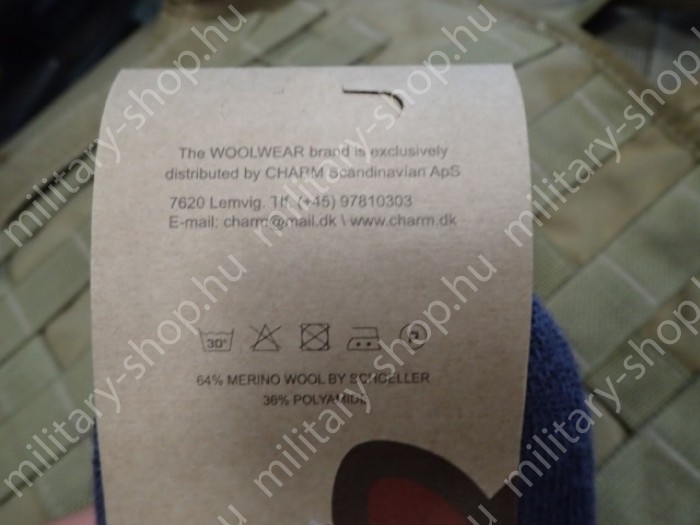 The WOOLWEAR brand is exclusively
distributed by CHARM Scandinavian ApS
7620 Lemvig. Tlf. (+45) 97810303
E-mail: charm@mail.dk \ www.charm.dk
30°
64% MERINO WOOL BY SCHOELLER
36% POLYAMIDE
military-shop.hu